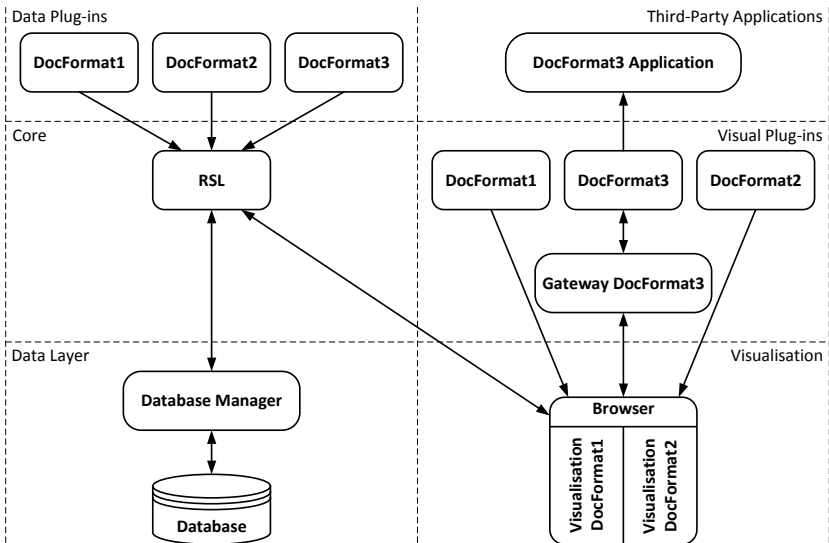 Data Plug-ins
Third-Party Applications
DocFormat1
DocFormat2
DocFormat3
DocFormat3 Application
Core
Visual Plug-ins
RSL
DocFormat1
DocFormat3
DocFormat2
Gateway DocFormat3
Data Layer
Visualisation
Database Manager
Browser
Visualisation
DocFormat1
Visualisation
DocFormat2
Database